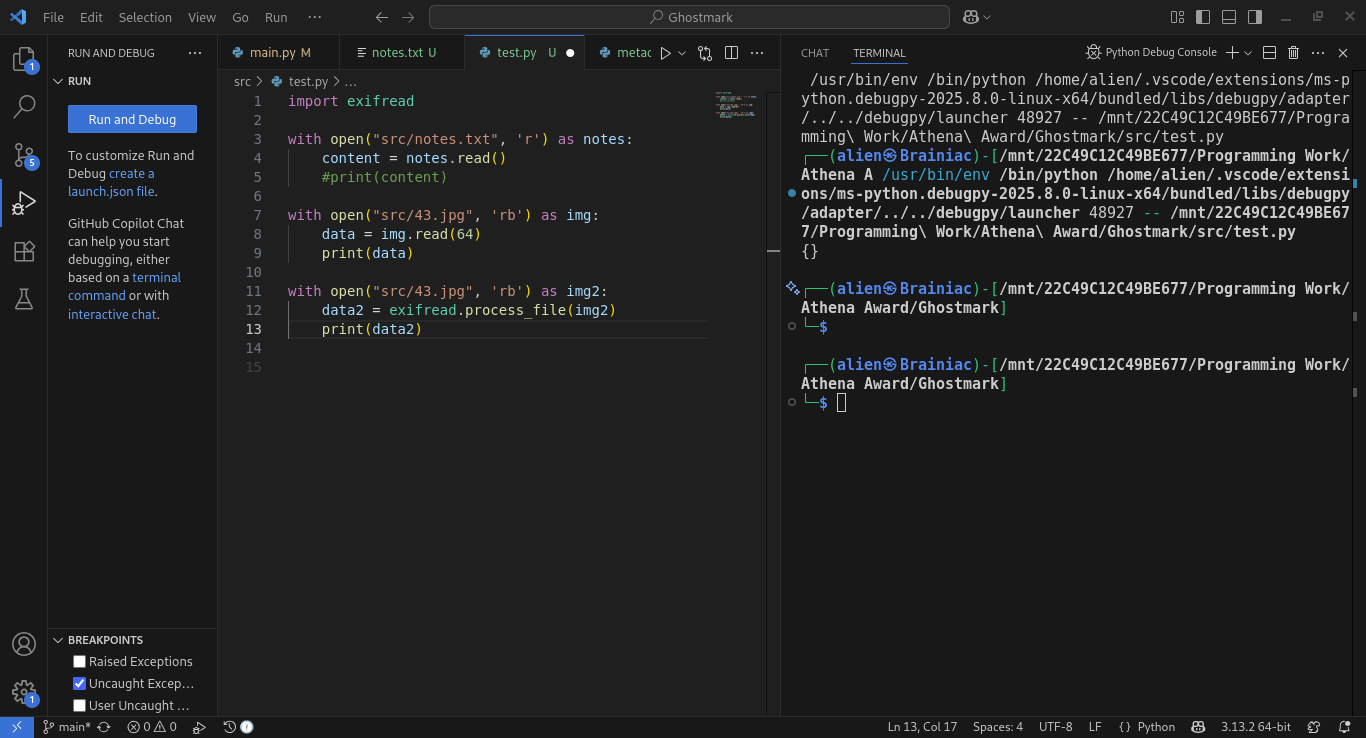 File Edit Selection View Go Run ··· Ghostmark
RUN AND DEBUG ···
RUN
Run and Debug
To customize Run and
Debug create a
launch.json file.
GitHub Copilot Chat
can help you start
debugging, either
based on a terminal
command or with
interactive chat.
BREAKPOINTS
Raised Exceptions
Uncaught Excep...
User Uncaught ...
1
5
1
main.py M notes.txt U test.py U ● metac ···
src > test.py > ...
1 import exifread
2
3 with open("src/notes.txt", 'r') as notes:
4 content = notes.read()
5 #print(content)
6
7 with open("src/43.jpg", 'rb') as img:
8 data = img.read(64)
9 print(data)
10
11 with open("src/43.jpg", 'rb') as img2:
12 data2 = exifread.process_file(img2)
13 print(data2)
14
15
CHAT TERMINAL Python Debug Console ···
/usr/bin/env /bin/python /home/alien/.vscode/extensions/ms-p
ython.debugpy-2025.8.0-linux-x64/bundled/libs/debugpy/adapter
/../../debugpy/launcher 48927 -- /mnt/22C49C12C49BE677/Progra
mming\ Work/Athena\ Award/Ghostmark/src/test.py
┌──(alien㉿Brainiac)-[/mnt/22C49C12C49BE677/Programming Work/
Athena A /usr/bin/env /bin/python /home/alien/.vscode/extensi
ons/ms-python.debugpy-2025.8.0-linux-x64/bundled/libs/debugpy
/adapter/../../debugpy/launcher 48927 -- /mnt/22C49C12C49BE67
7/Programming\ Work/Athena\ Award/Ghostmark/src/test.py
{}
┌──(alien㉿Brainiac)-[/mnt/22C49C12C49BE677/Programming Work/
Athena Award/Ghostmark]
└─$
┌──(alien㉿Brainiac)-[/mnt/22C49C12C49BE677/Programming Work/
Athena Award/Ghostmark]
└─$
main* 0 0 Ln 13, Col 17 Spaces: 4 UTF-8 LF {} Python 3.13.2 64-bit